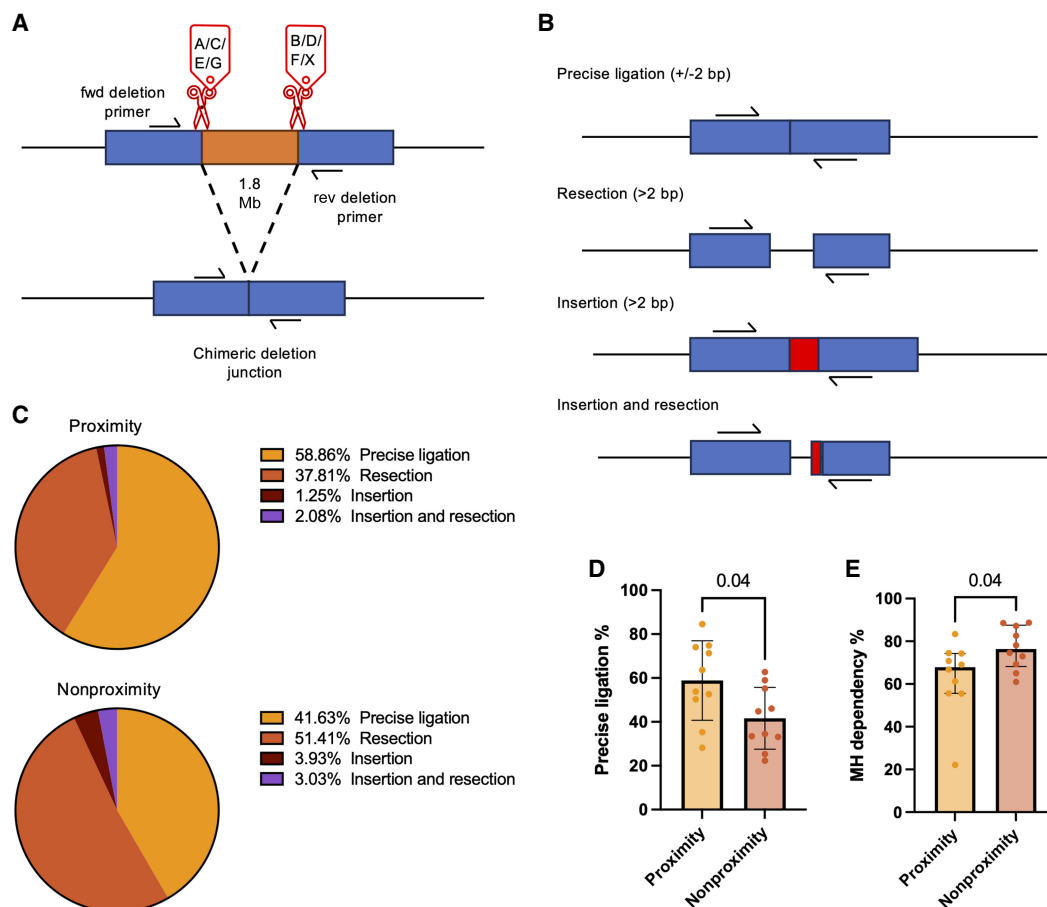 A
A/C/
E/G
B/D/
F/X
fwd deletion
primer
1.8
Mb
rev deletion
primer
Chimeric deletion
junction
B
Precise ligation (+/-2 bp)
Resection (>2 bp)
Insertion (>2 bp)
Insertion and resection
C
Proximity
58.86% Precise ligation
37.81% Resection
1.25% Insertion
2.08% Insertion and resection
Nonproximity
41.63% Precise ligation
51.41% Resection
3.93% Insertion
3.03% Insertion and resection
D
0.04
Precise ligation %
100
80
60
40
20
0
Proximity
Nonproximity
E
0.04
MH dependency %
100
80
60
40
20
0
Proximity
Nonproximity